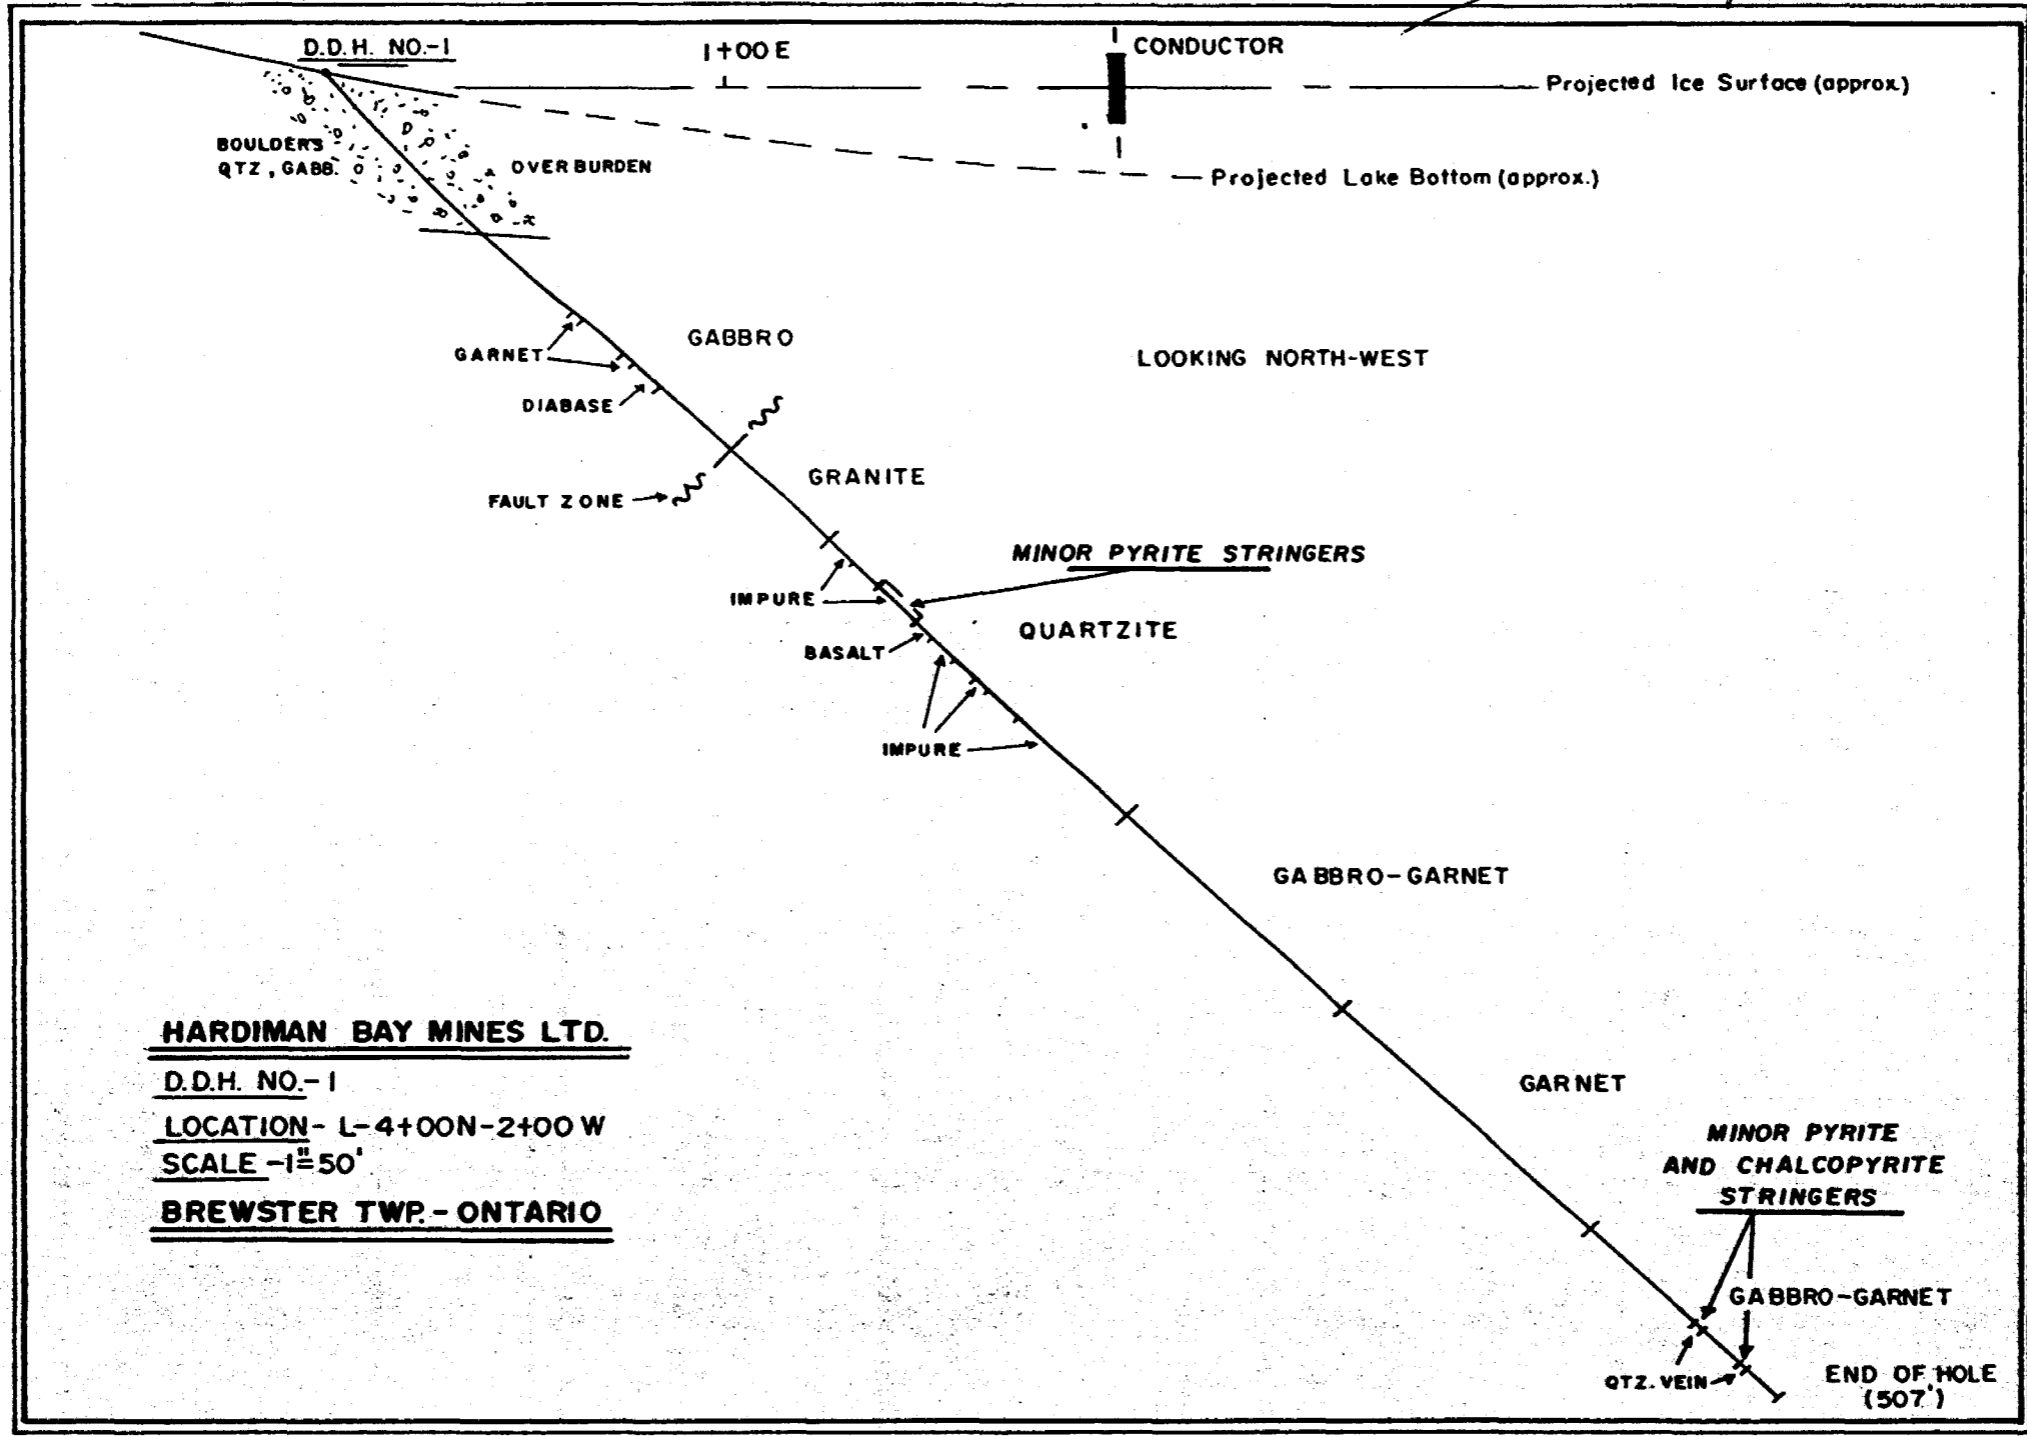 D.D.H. NO.-1
1+00 E
CONDUCTOR
Projected Ice Surface (approx.)
BOULDERS
QTZ, GABB.
OVERBURDEN
Projected Lake Bottom (approx.)
GABBRO
GARNET
LOOKING NORTH-WEST
DIABASE
GRANITE
FAULT ZONE
MINOR PYRITE STRINGERS
IMPURE
QUARTZITE
BASALT
IMPURE
GABBRO-GARNET
HARDIMAN BAY MINES LTD.
D.D.H. NO.-1
LOCATION- L-4+00N-2+00 W
SCALE -1"=50'
BREWSTER TWP.-ONTARIO
GARNET
MINOR PYRITE
AND CHALCOPYRITE
STRINGERS
GABBRO-GARNET
QTZ. VEIN
END OF HOLE
(507')